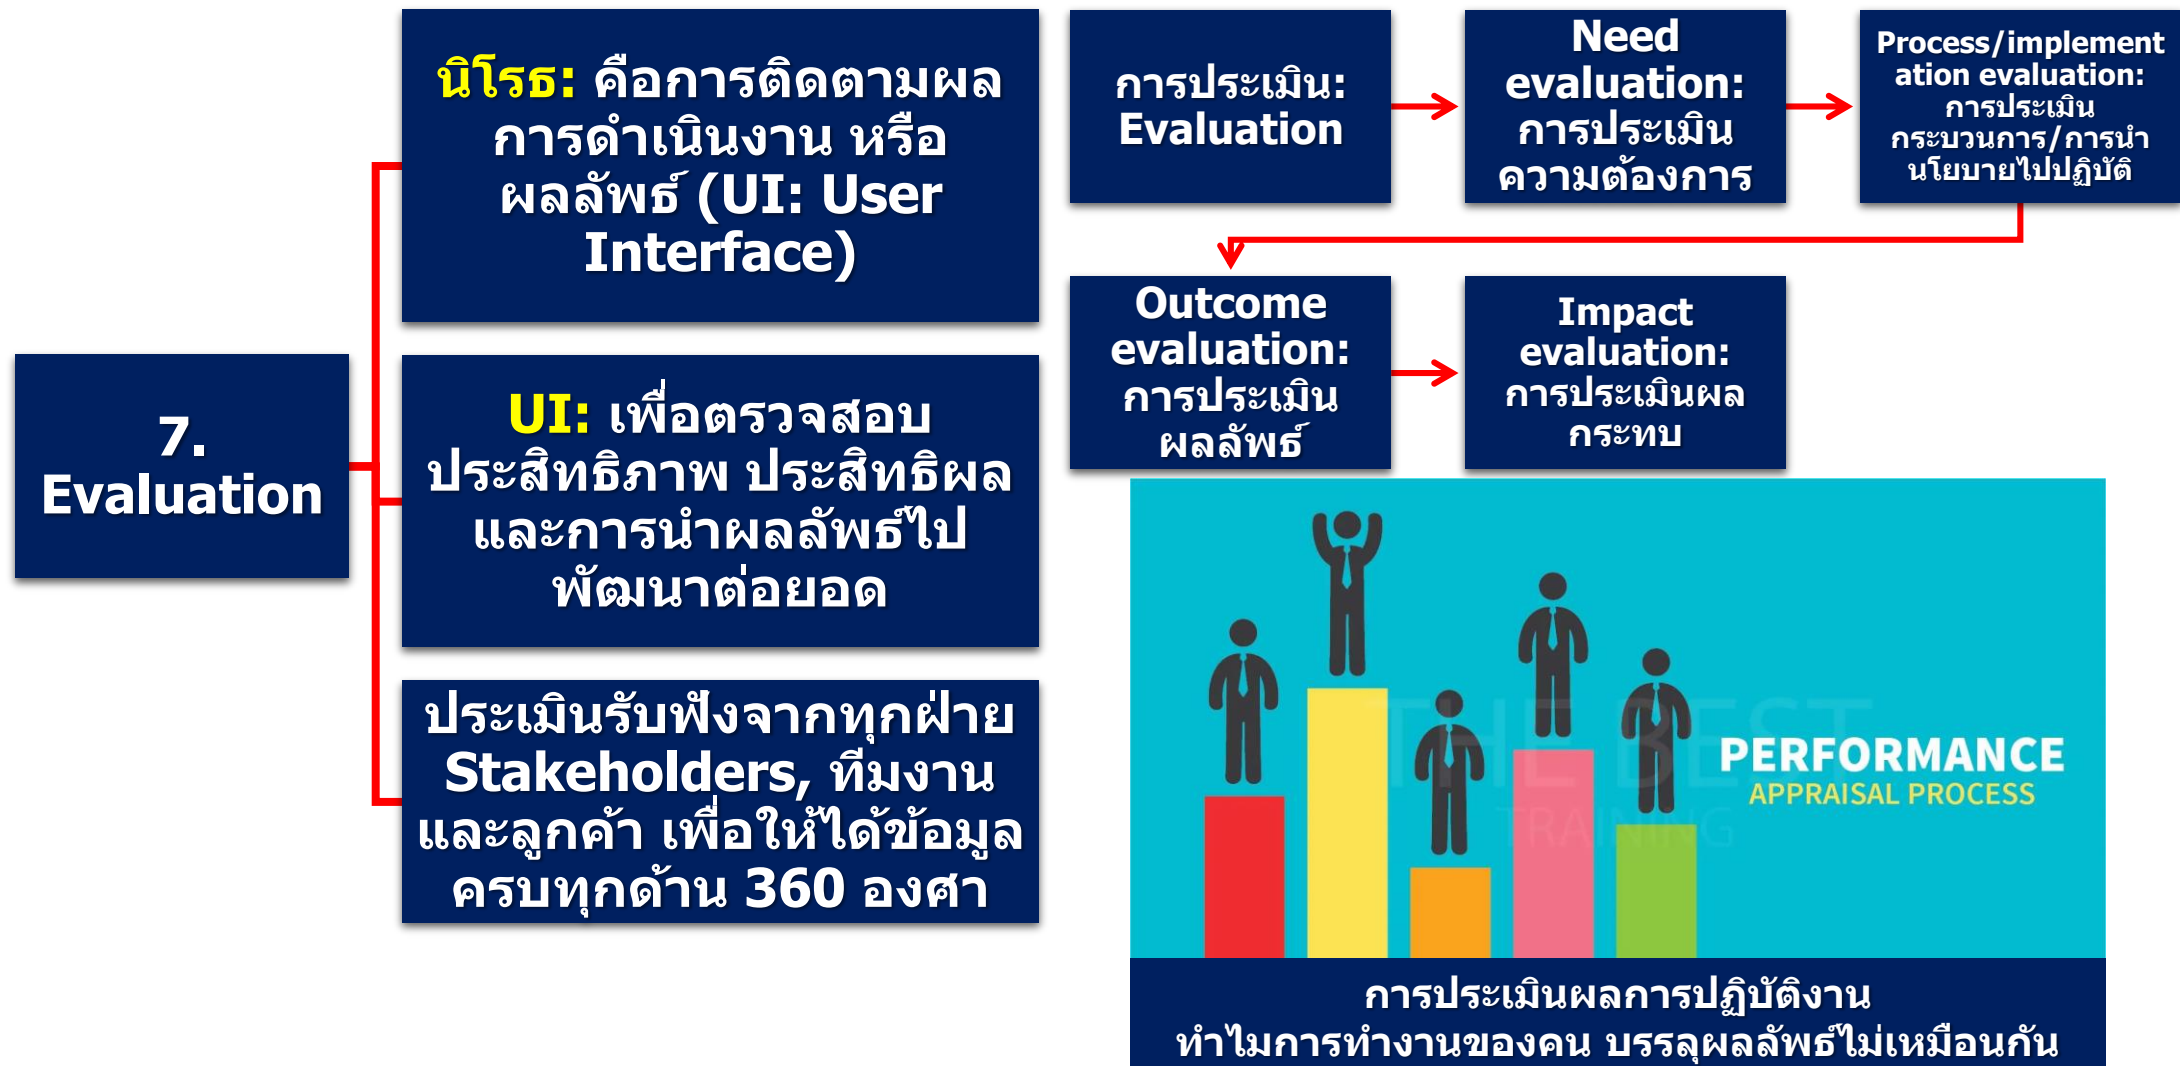 7.
Evaluation
นิโรธ: คือการติดตามผล
การดำเนินงาน หรือ
ผลลัพธ์ (UI: User
Interface)
UI: เพื่อตรวจสอบ
ประสิทธิภาพ ประสิทธิผล
และการนำผลลัพธ์ไป
พัฒนาต่อยอด
ประเมินรับฟังจากทุกฝ่าย
Stakeholders, ทีมงาน
และลูกค้า เพื่อให้ได้ข้อมูล
ครบทุกด้าน 360 องศา
การประเมิน:
Evaluation
Need
evaluation:
การประเมิน
ความต้องการ
Process/implement
ation evaluation:
การประเมิน
กระบวนการ/การนำ
นโยบายไปปฏิบัติ
Outcome
evaluation:
การประเมิน
ผลลัพธ์
Impact
evaluation:
การประเมินผล
กระทบ
THE BEST
TRAINING
PERFORMANCE
APPRAISAL PROCESS
การประเมินผลการปฏิบัติงาน
ทำไมการทำงานของคน บรรลุผลลัพธ์ไม่เหมือนกัน